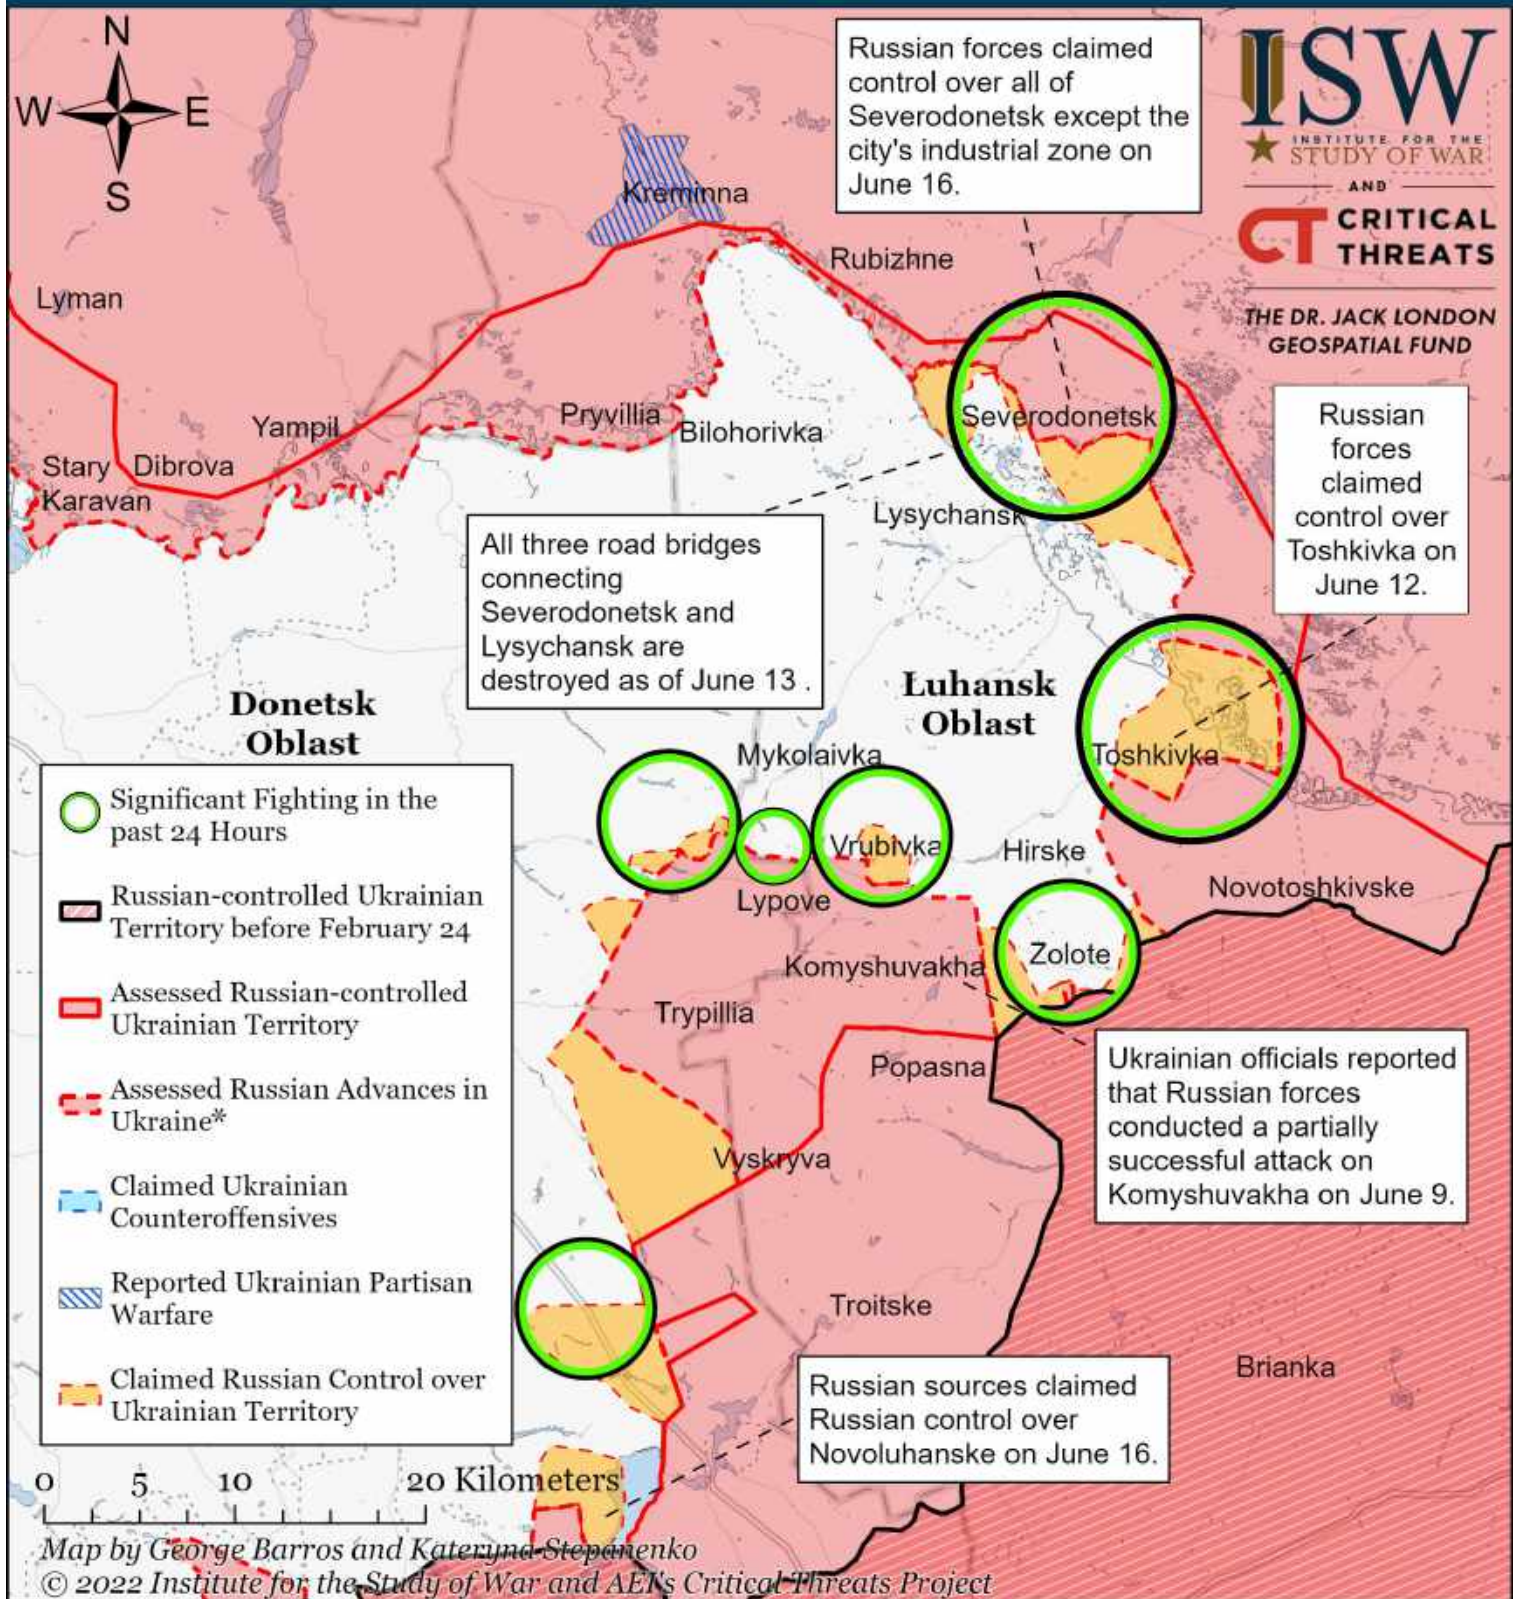 N
W
E
S
Russian forces claimed
control over all of
Severodonetsk except the
city's industrial zone on
June 16.
ISW
INSTITUTE FOR THE
STUDY OF WAR
AND
CT CRITICAL
THREATS
THE DR. JACK LONDON
GEOSPATIAL FUND
Kreminna
Rubizhne
Lyman
Yampil
Pryvillia
Bilohorivka
Severodonetsk
Stary
Karavan
Dibrova
Lysychansk
Russian
forces
claimed
control over
Toshkivka on
June 12.
All three road bridges
connecting
Severodonetsk and
Lysychansk are
destroyed as of June 13 .
Donetsk
Oblast
Luhansk
Oblast
Mykolaivka
Toshkivka
Vrubivka
Hirske
Lypove
Novotoshkivske
Zolote
Komyshuvakha
Trypillia
Popasna
Ukrainian officials reported
that Russian forces
conducted a partially
successful attack on
Komyshuvakha on June 9.
Vyskryva
Troitske
Brianka
Russian sources claimed
Russian control over
Novoluhanske on June 16.
Significant Fighting in the
past 24 Hours
Russian-controlled Ukrainian
Territory before February 24
Assessed Russian-controlled
Ukrainian Territory
Assessed Russian Advances in
Ukraine*
Claimed Ukrainian
Counteroffensives
Reported Ukrainian Partisan
Warfare
Claimed Russian Control over
Ukrainian Territory
0 5 10 20 Kilometers
Map by George Barros and Kateryna Stepanenko
© 2022 Institute for the Study of War and AEI's Critical Threats Project